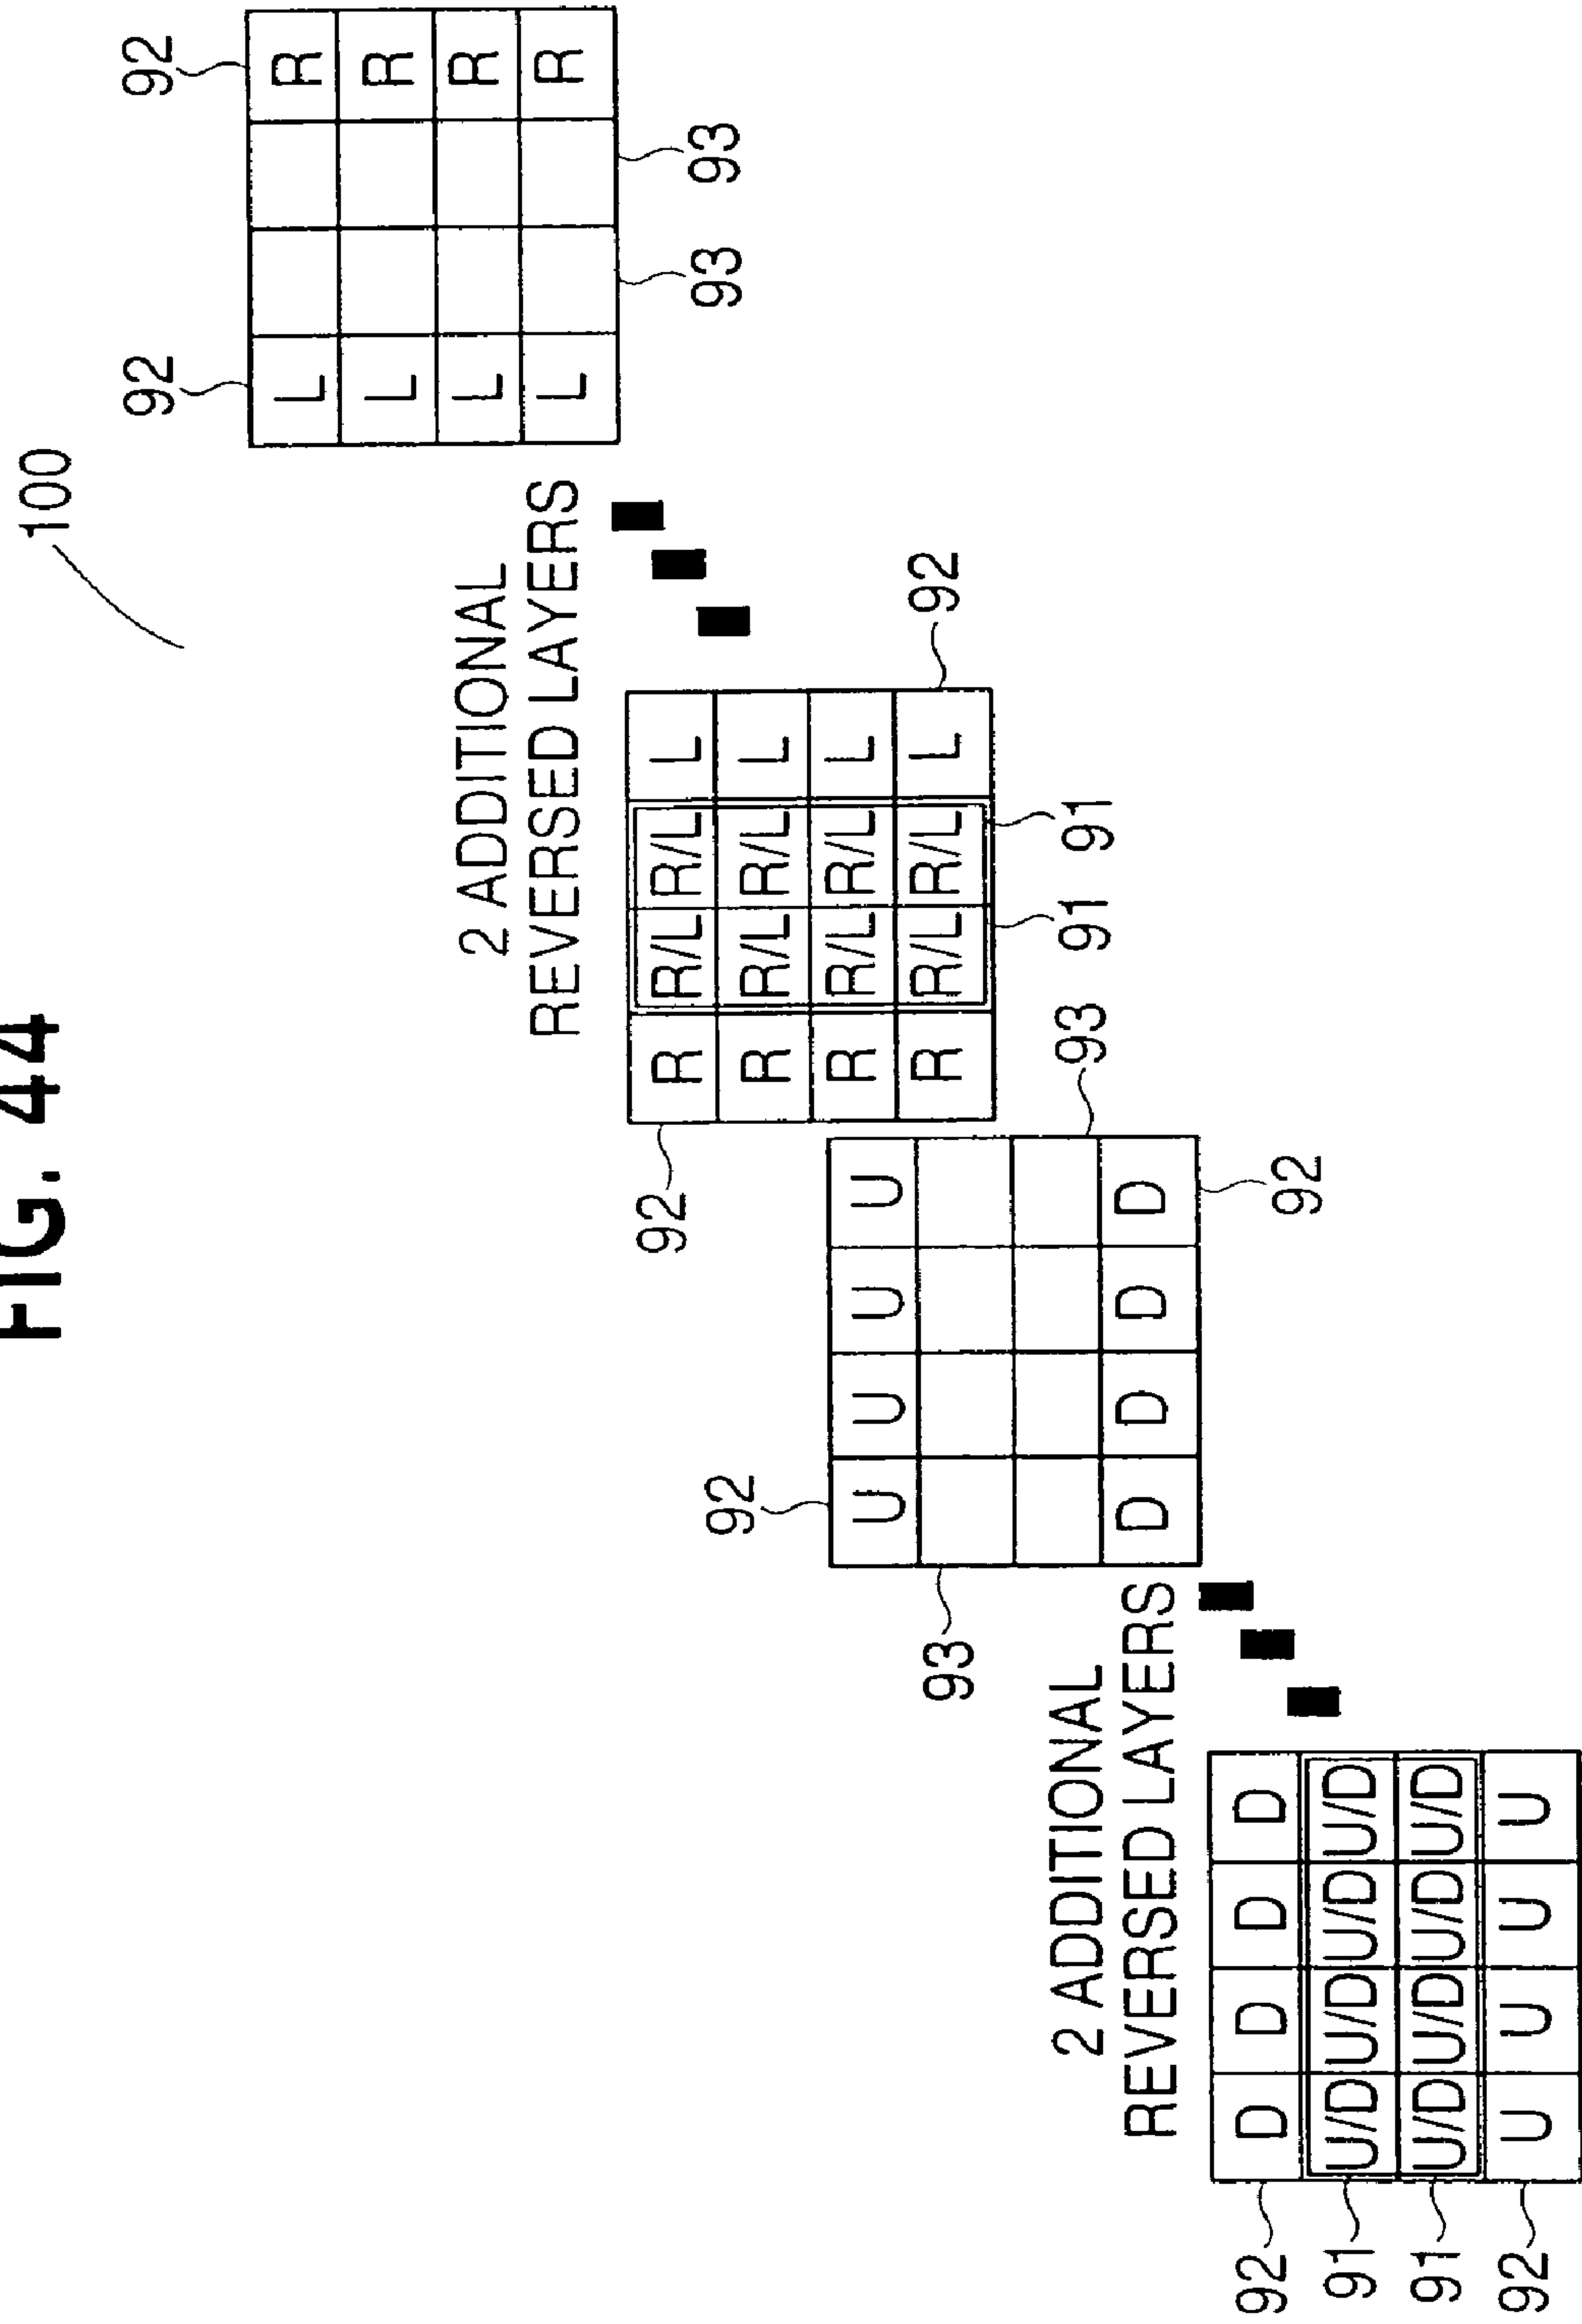 FIG. 44
100
92 92
L R
L R
L R
L R
93 93
2 ADDITIONAL
REVERSED LAYERS
92 R R/L R/L L
R R/L R/L L
R R/L R/L L
R R/L R/L L 92
91 91
92
U U U U
93
93
D D D D
92
2 ADDITIONAL
REVERSED LAYERS
92 D D D D
91 U/D U/D U/D U/D
91 U/D U/D U/D U/D
92 U U U U